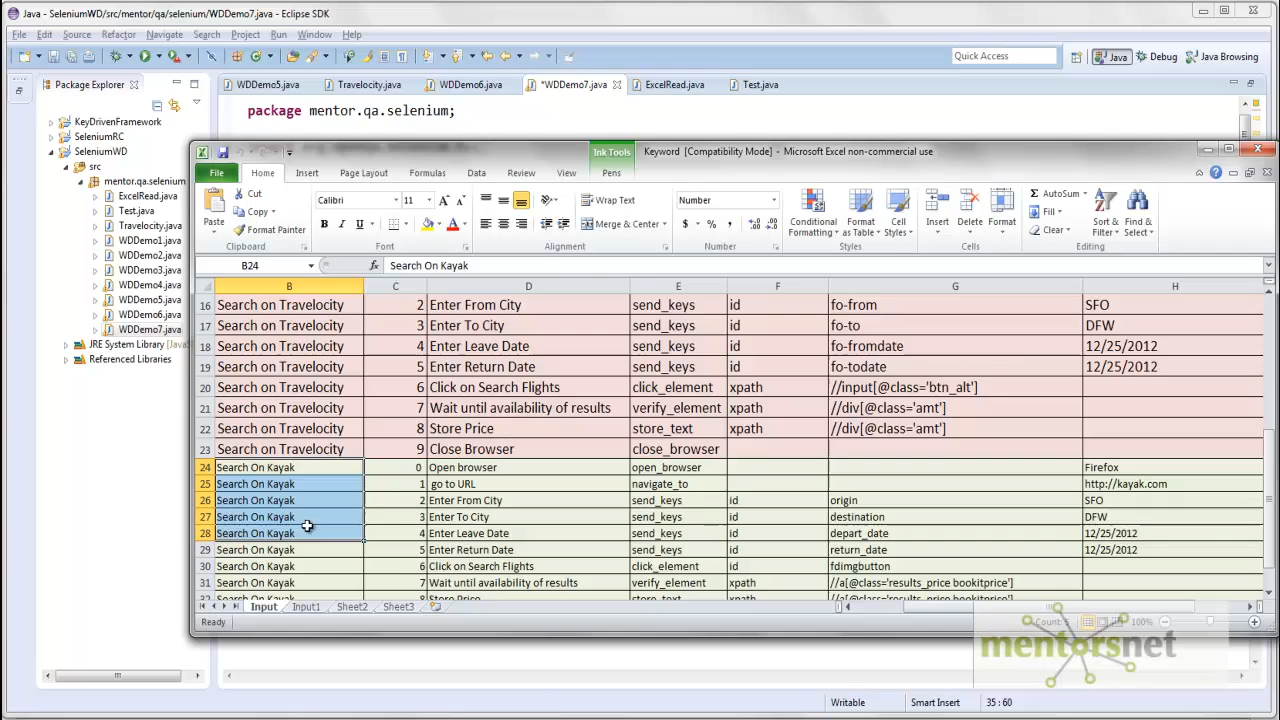 Java - SeleniumWD/src/mentor/qa/selenium/WDDemo7.java - Eclipse SDK
File Edit Source Refactor Navigate Search Project Run Window Help
Quick Access Java Debug Java Browsing
Package Explorer
WDDemo5.java Travelocity.java WDDemo6.java *WDDemo7.java ExcelRead.java Test.java
package mentor.qa.selenium;
KeyDrivenFramework
SeleniumRC
SeleniumWD
src
mentor.qa.selenium
ExcelRead.java
Test.java
Travelocity.java
WDDemo1.java
WDDemo2.java
WDDemo3.java
WDDemo4.java
WDDemo5.java
WDDemo6.java
WDDemo7.java
JRE System Library [Java
Referenced Libraries
Ink Tools Keyword [Compatibility Mode] - Microsoft Excel non-commercial use
File Home Insert Page Layout Formulas Data Review View Pens
Paste Cut Copy Format Painter
Clipboard
Calibri 11
B I U A
Font
Wrap Text
Merge & Center
Alignment
Number
$ % ,
Number
Conditional Formatting Format as Table Cell Styles
Styles
Insert Delete Format
Cells
AutoSum Fill Clear Sort & Filter Find & Select
Editing
B24 fx Search On Kayak
B C D E F G H
16 Search on Travelocity 2 Enter From City send_keys id fo-from SFO
17 Search on Travelocity 3 Enter To City send_keys id fo-to DFW
18 Search on Travelocity 4 Enter Leave Date send_keys id fo-fromdate 12/25/2012
19 Search on Travelocity 5 Enter Return Date send_keys id fo-todate 12/25/2012
20 Search on Travelocity 6 Click on Search Flights click_element xpath //input[@class='btn_alt']
21 Search on Travelocity 7 Wait until availability of results verify_element xpath //div[@class='amt']
22 Search on Travelocity 8 Store Price store_text xpath //div[@class='amt']
23 Search on Travelocity 9 Close Browser close_browser
24 Search On Kayak 0 Open browser open_browser Firefox
25 Search On Kayak 1 go to URL navigate_to http://kayak.com
26 Search On Kayak 2 Enter From City send_keys id origin SFO
27 Search On Kayak 3 Enter To City send_keys id destination DFW
28 Search On Kayak 4 Enter Leave Date send_keys id depart_date 12/25/2012
29 Search On Kayak 5 Enter Return Date send_keys id return_date 12/25/2012
30 Search On Kayak 6 Click on Search Flights click_element id fdimgbutton
31 Search On Kayak 7 Wait until availability of results verify_element xpath //a[@class='results_price bookitprice']
32 Search On Kayak 8 Store Price store_text xpath //a[@class='results_price bookitprice']
Input Input1 Sheet2 Sheet3
Ready Count: 5 100%
mentorsnet
Writable Smart Insert 35 : 60